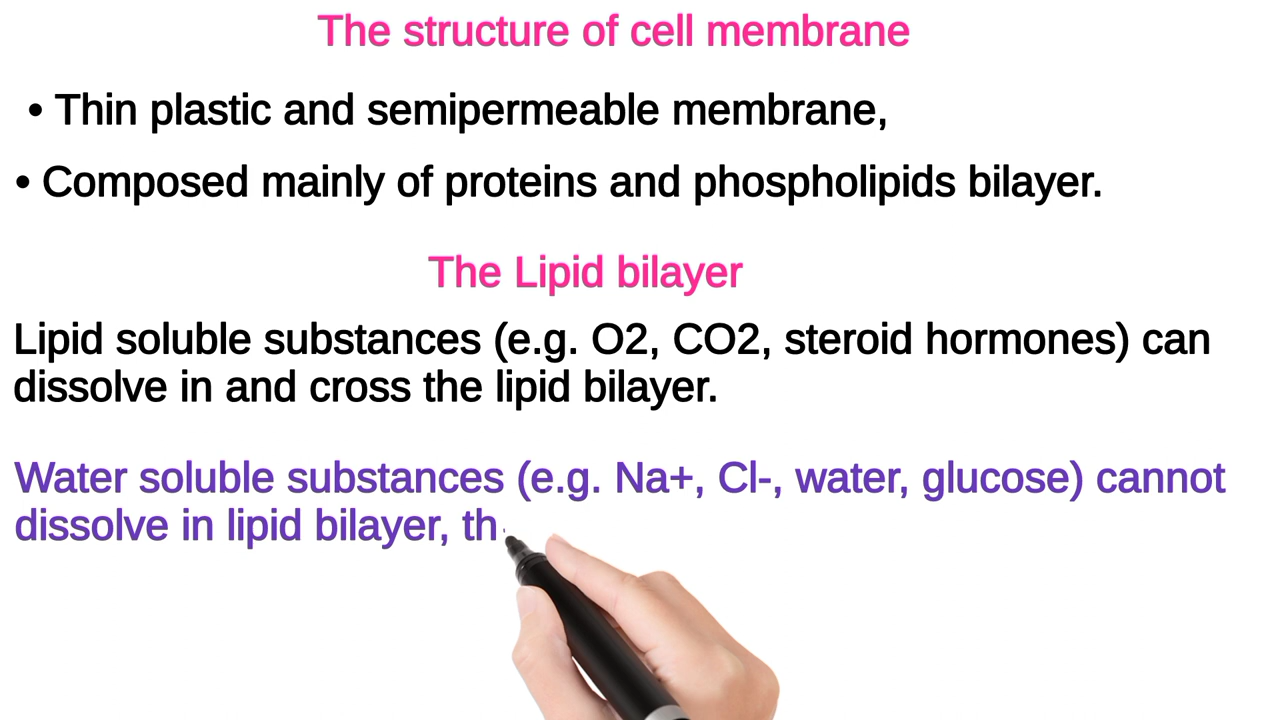 The structure of cell membrane
• Thin plastic and semipermeable membrane,
• Composed mainly of proteins and phospholipids bilayer.
The Lipid bilayer
Lipid soluble substances (e.g. O2, CO2, steroid hormones) can
dissolve in and cross the lipid bilayer.
Water soluble substances (e.g. Na+, Cl-, water, glucose) cannot
dissolve in lipid bilayer, th